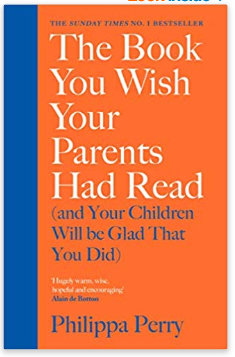 THE SUNDAY TIMES NO. 1 BESTSELLER
The Book
You Wish
Your
Parents
Had Read
(and Your Children
Will be Glad That
You Did)
'Hugely warm, wise,
hopeful and encouraging'
Alain de Botton
Philippa Perry